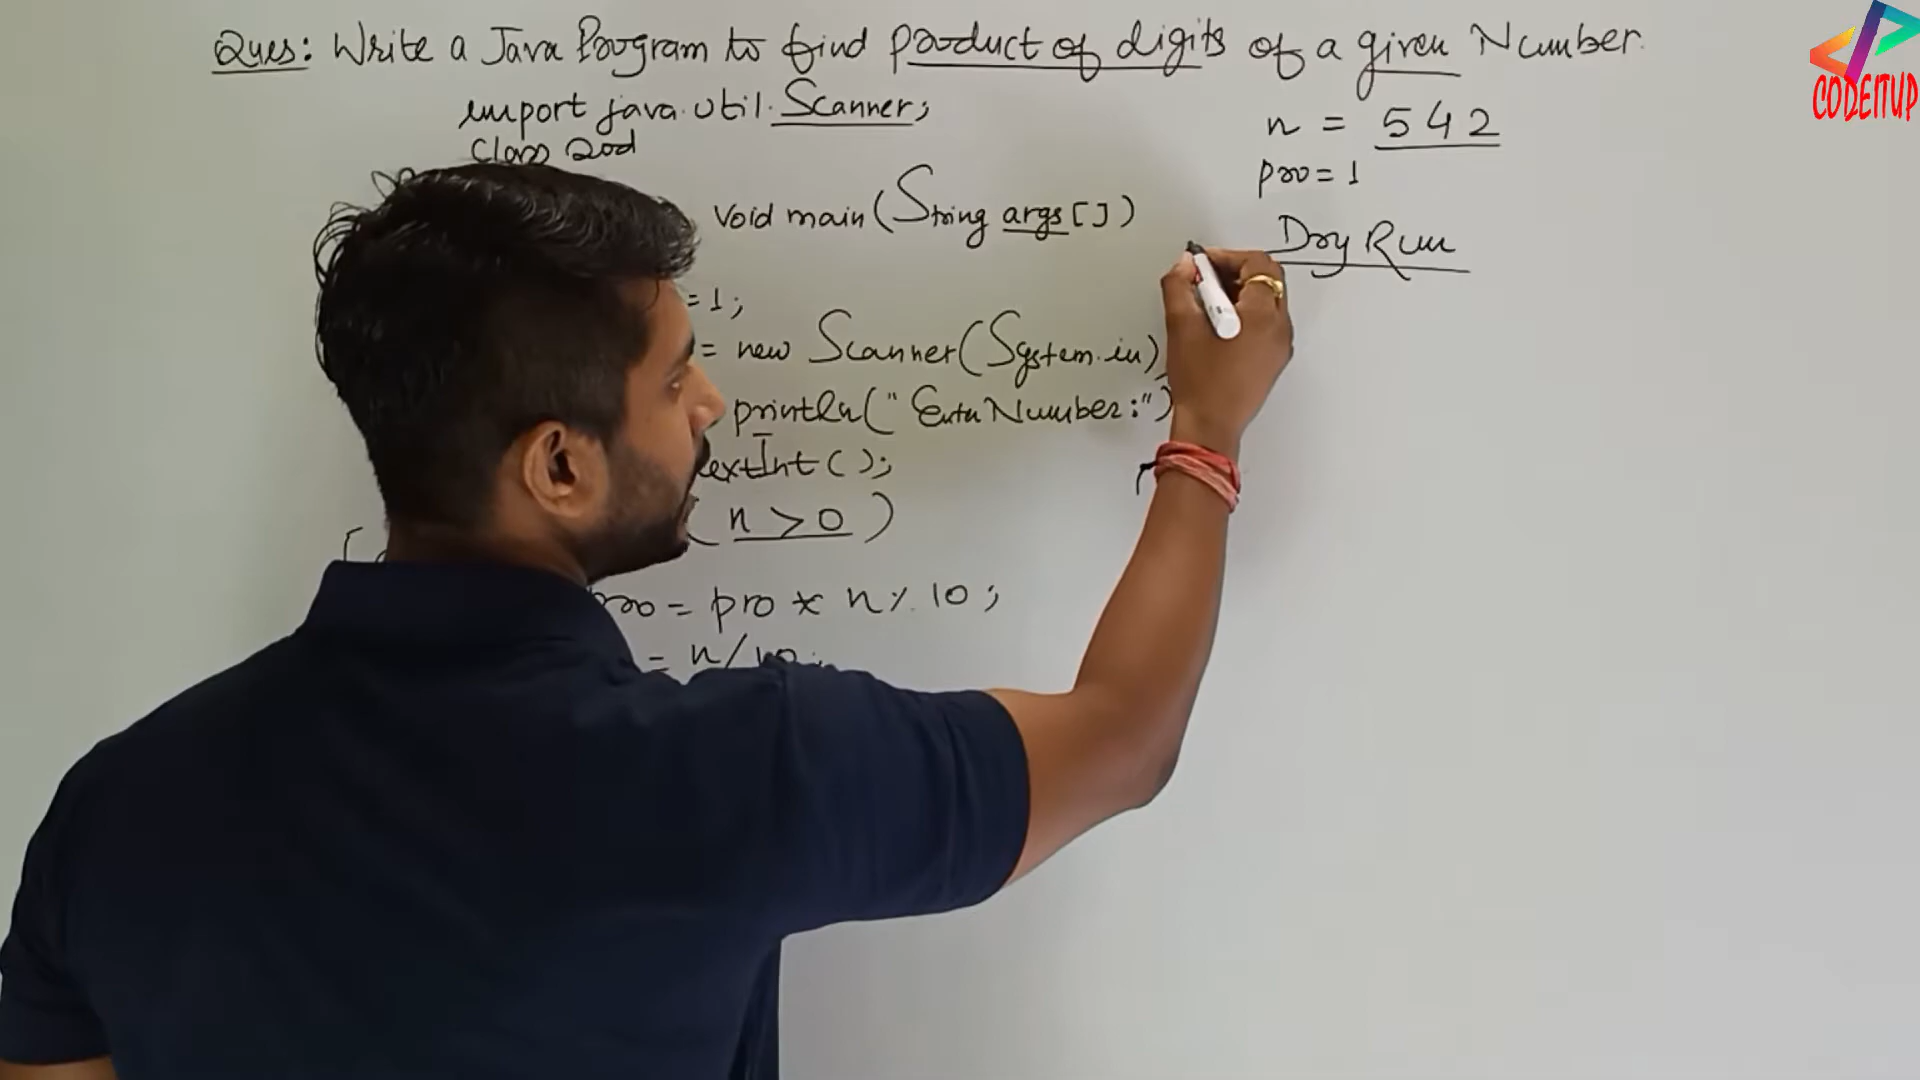 Ques: Write a Java Program to find product of digits of a given Number.
import java.util.Scanner;
Class
void main(String args[])
=1;
= new Scanner(System.in)
println("Enter Number:")
extInt();
(n>0)
pro = pro * n%10;
= n/10;
n = 542
pro=1
Dry Run
CODEITUP